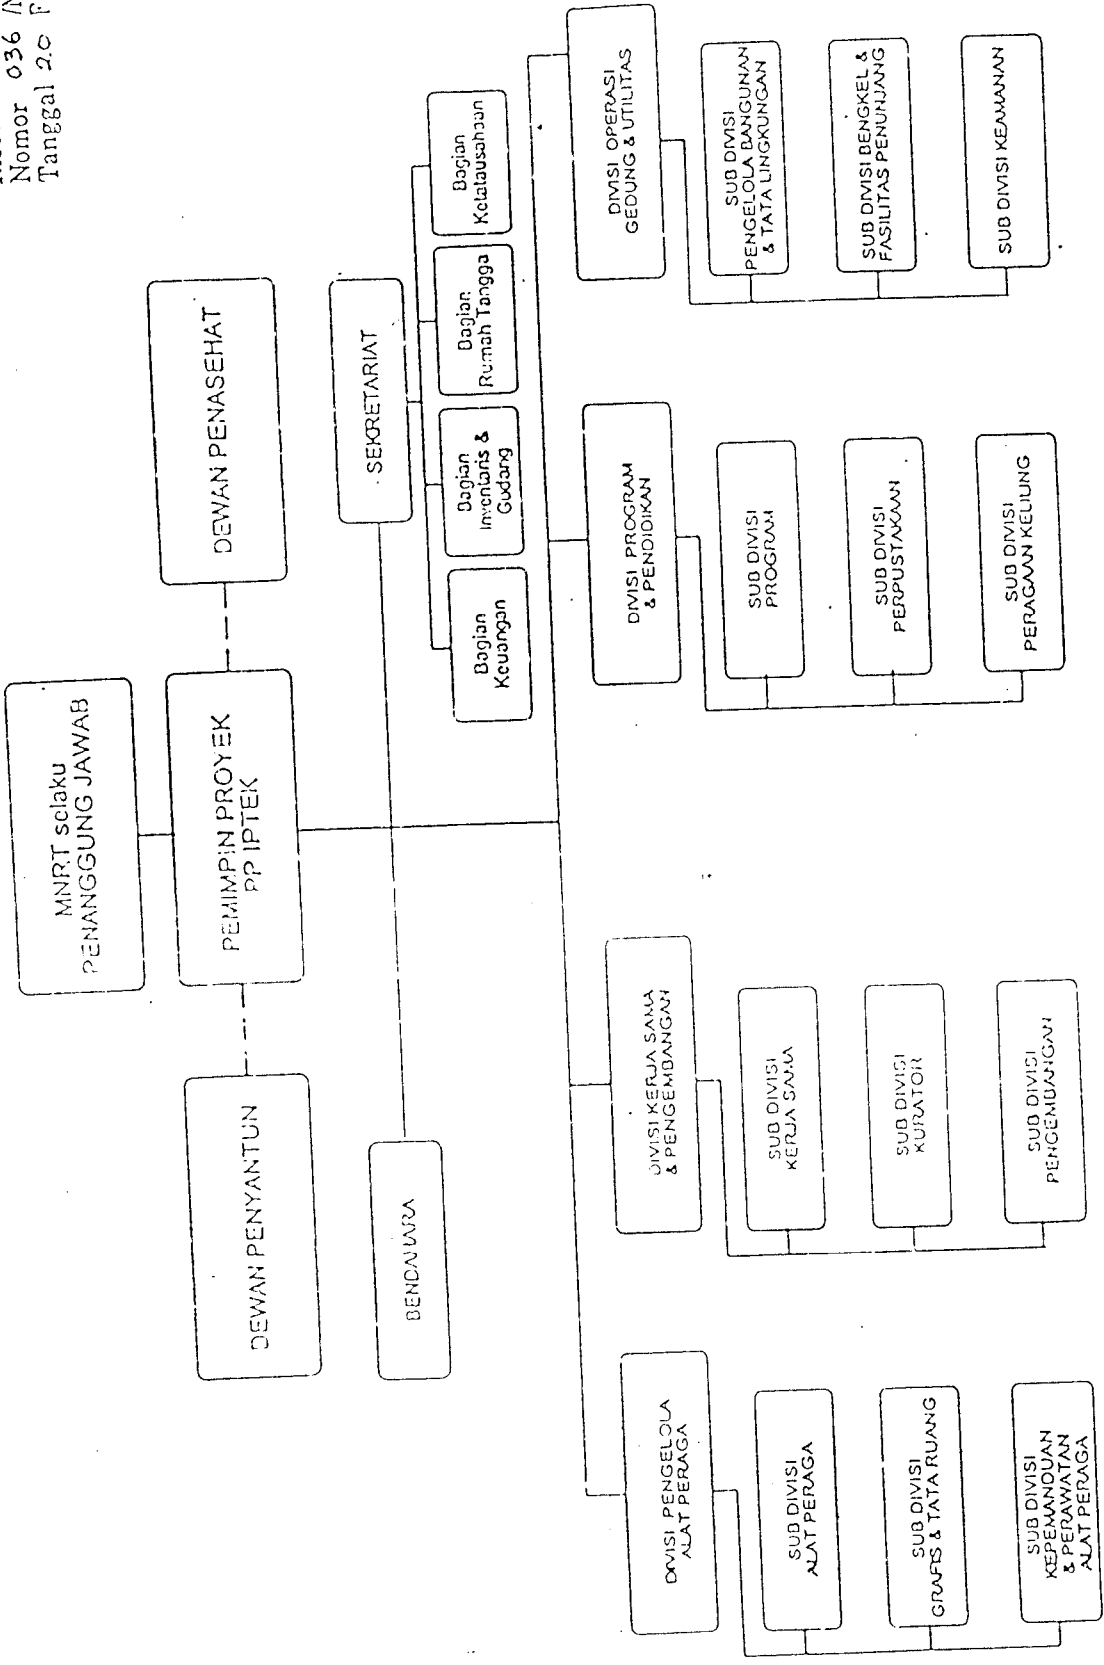 Nomor 036 /
Tanggal 20 F
MNRT selaku
PENANGGUNG JAWAB
DEWAN PENYANTUN
PEMIMPIN PROYEK
PP IPTEK
DEWAN PENASEHAT
BENDAHARA
SEKRETARIAT
Bagian
Keuangan
Bagian
Inventaris &
Gudang
Bagian
Rumah Tangga
Bagian
Ketatausahaan
DIVISI PENGELOLA
ALAT PERAGA
SUB DIVISI
ALAT PERAGA
SUB DIVISI
GRAFIS & TATA RUANG
SUB DIVISI
KEPEMANDUAN
& PERAWATAN
ALAT PERAGA
DIVISI KERJA SAMA
& PENGEMBANGAN
SUB DIVISI
KERJA SAMA
SUB DIVISI
KURATOR
SUB DIVISI
PENGEMBANGAN
DIVISI PROGRAM
& PENDIDIKAN
SUB DIVISI
PROGRAM
SUB DIVISI
PERPUSTAKAAN
SUB DIVISI
PERAGAAN KELILING
DIVISI OPERASI
GEDUNG & UTILITAS
SUB DIVISI
PENGELOLA BANGUNAN
& TATA LINGKUNGAN
SUB DIVISI BENGKEL &
FASILITAS PENUNJANG
SUB DIVISI KEAMANAN